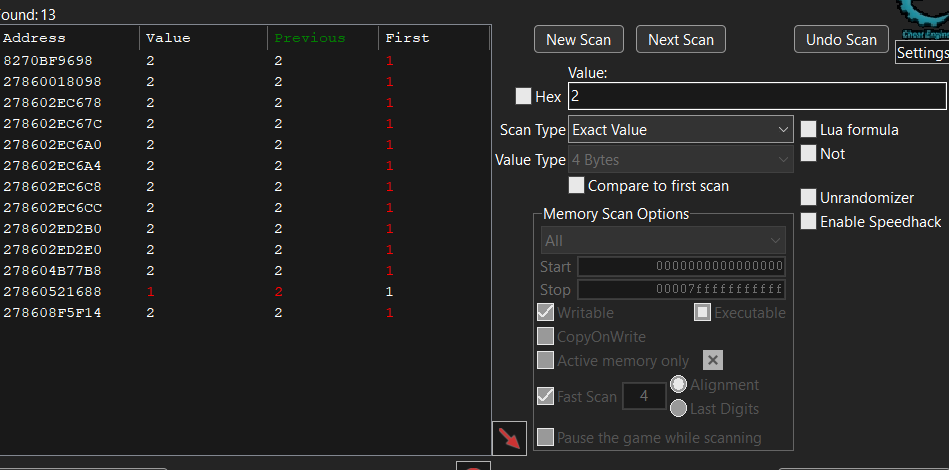 ound: 13
Address Value Previous First
8270BF9698 2 2 1
27860018098 2 2 1
278602EC678 2 2 1
278602EC67C 2 2 1
278602EC6A0 2 2 1
278602EC6A4 2 2 1
278602EC6C8 2 2 1
278602EC6CC 2 2 1
278602ED2B0 2 2 1
278602ED2E0 2 2 1
278604B77B8 2 2 1
27860521688 1 2 1
278608F5F14 2 2 1
New Scan Next Scan Undo Scan
Cheat Engine
Settings
Value:
Hex 2
Scan Type Exact Value Lua formula
Value Type 4 Bytes Not
Compare to first scan
Unrandomizer
Enable Speedhack
Memory Scan Options
All
Start 0000000000000000
Stop 00007fffffffffff
Writable Executable
CopyOnWrite
Active memory only
Fast Scan 4 Alignment
Last Digits
Pause the game while scanning